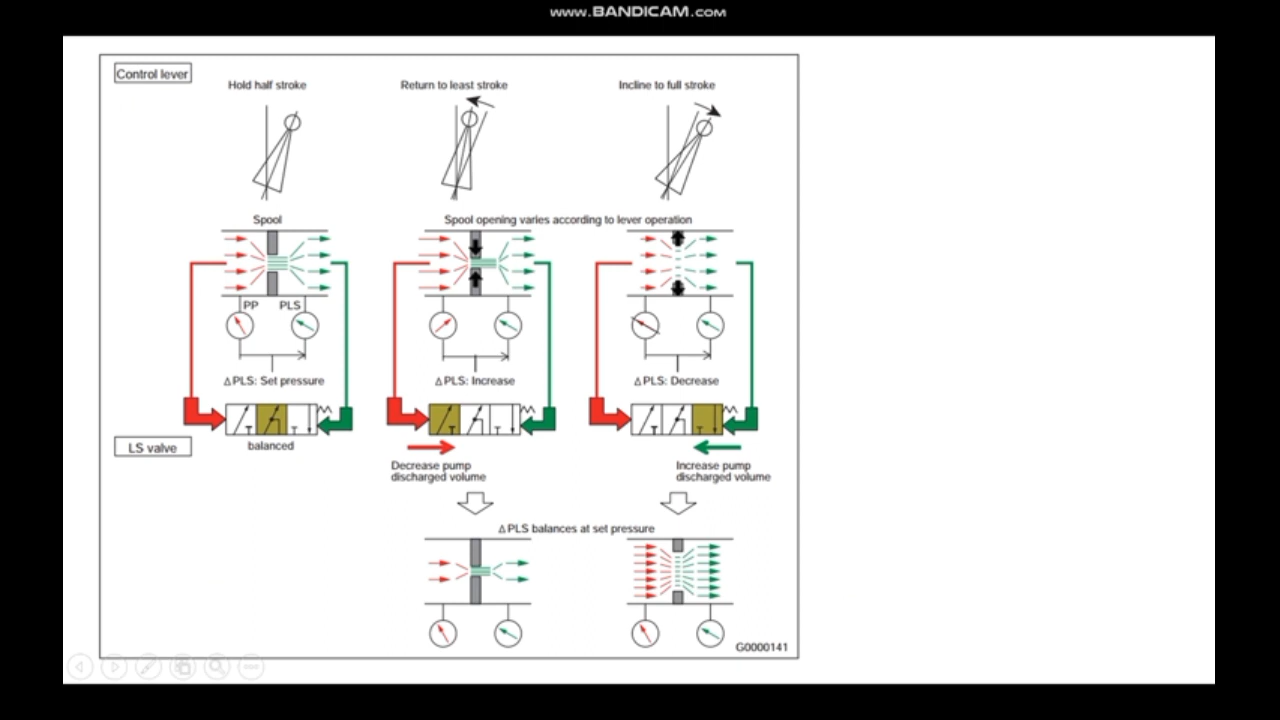 www.BANDICAM.com
Control lever
Hold half stroke
Return to least stroke
Incline to full stroke
Spool
Spool opening varies according to lever operation
PP
PLS
ΔPLS: Set pressure
ΔPLS: Increase
ΔPLS: Decrease
T
T
T
T
T
T
LS valve
balanced
Decrease pump
discharged volume
Increase pump
discharged volume
ΔPLS balances at set pressure
G0000141